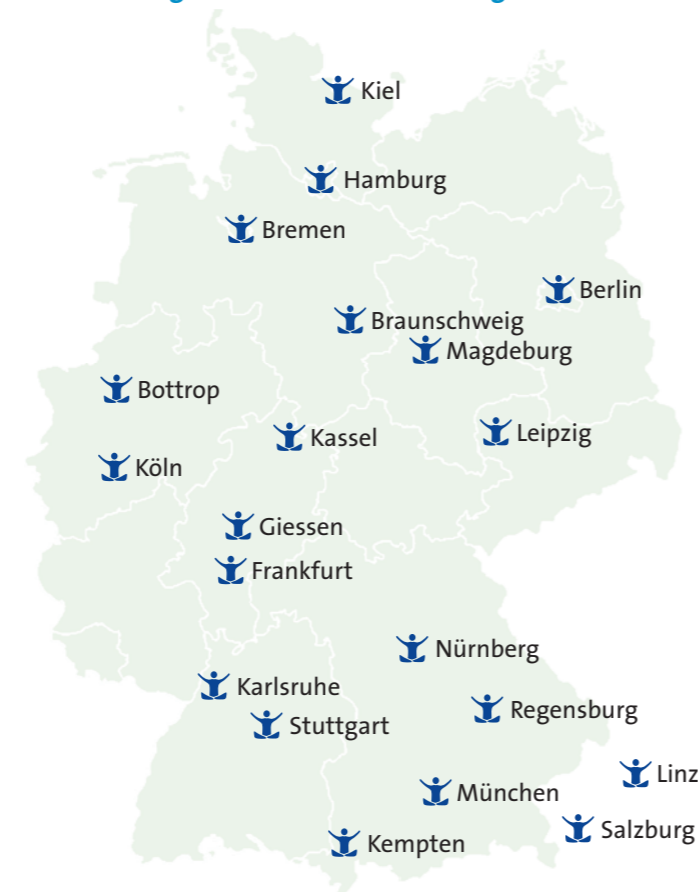 Kiel
Hamburg
Bremen
Berlin
Braunschweig
Magdeburg
Bottrop
Kassel
Leipzig
Köln
Giessen
Frankfurt
Nürnberg
Karlsruhe
Regensburg
Stuttgart
Linz
München
Salzburg
Kempten